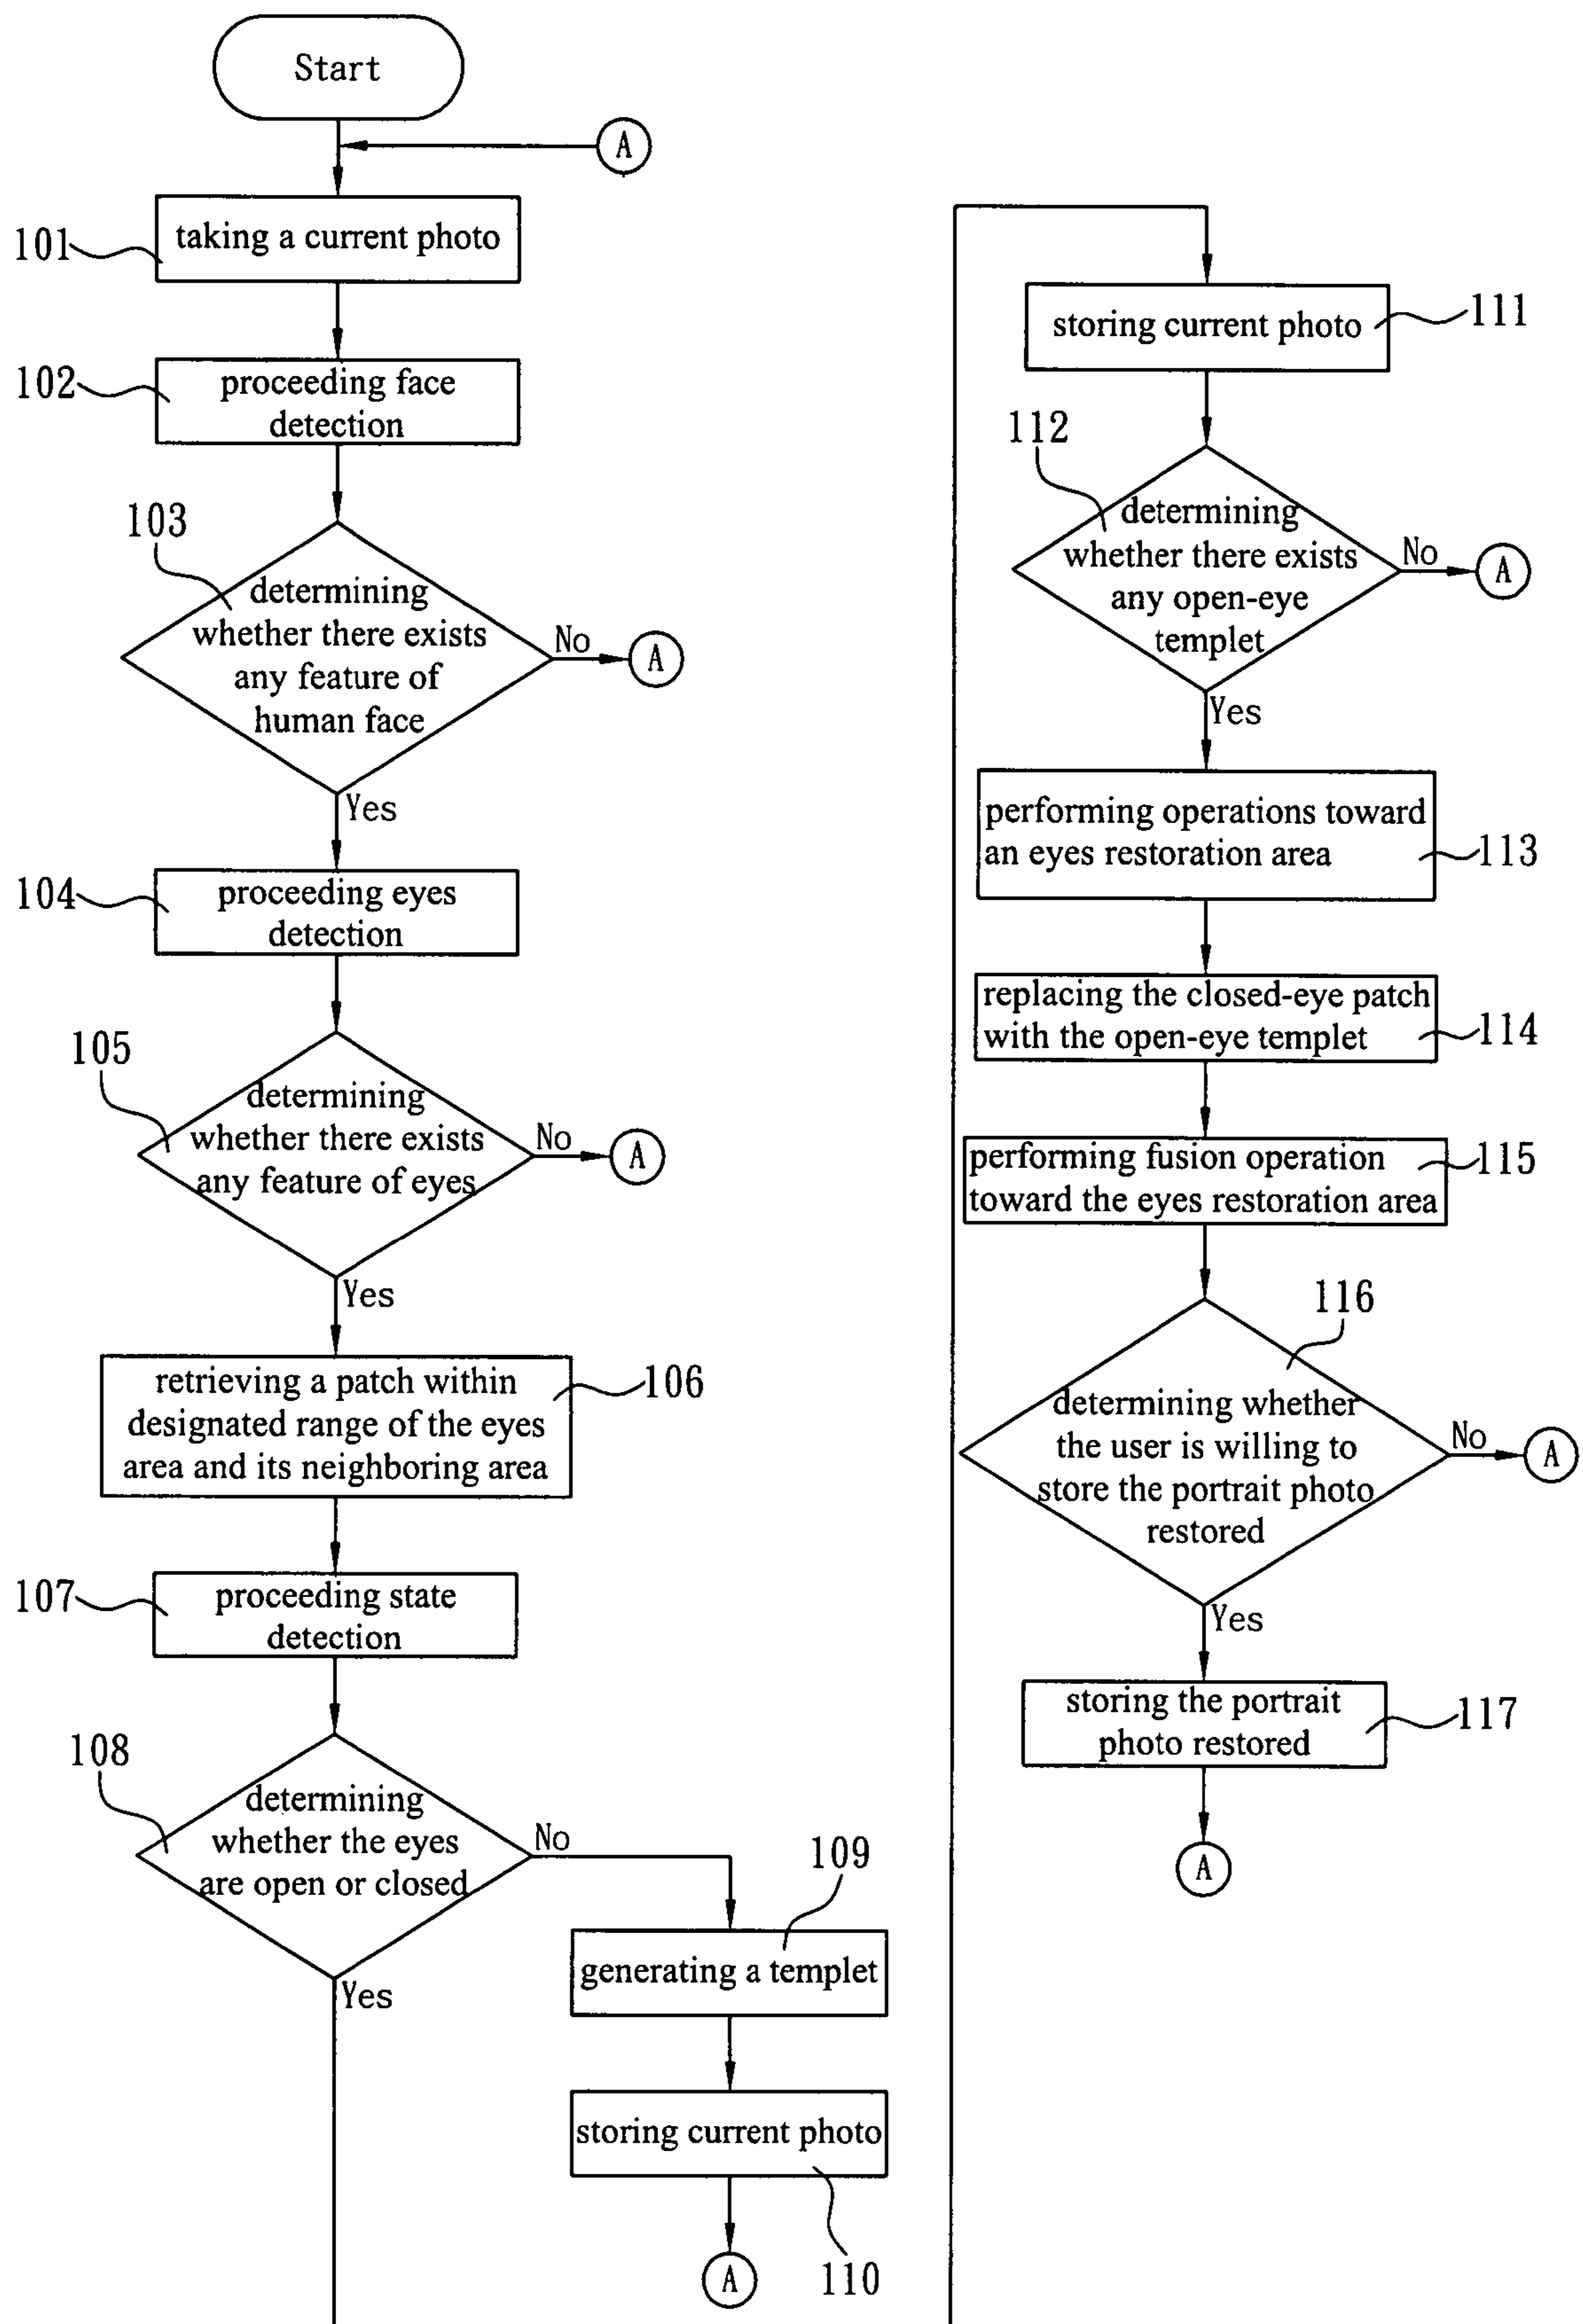 Start
A
101
taking a current photo
102
proceeding face
detection
103
determining
whether there exists
any feature of
human face
No
A
Yes
104
proceeding eyes
detection
105
determining
whether there exists
any feature of eyes
No
A
Yes
retrieving a patch within
designated range of the eyes
area and its neighboring area
106
107
proceeding state
detection
108
determining
whether the eyes
are open or closed
No
Yes
109
generating a templet
storing current photo
110
A
storing current photo
111
112
determining
whether there exists
any open-eye
templet
No
A
Yes
performing operations toward
an eyes restoration area
113
replacing the closed-eye patch
with the open-eye templet
114
performing fusion operation
toward the eyes restoration area
115
116
determining whether
the user is willing to
store the portrait photo
restored
No
A
Yes
storing the portrait
photo restored
117
A